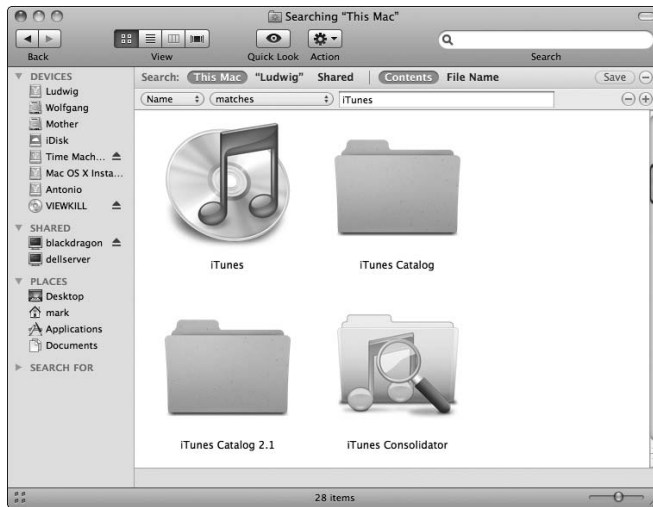 Searching "This Mac"
Back View Quick Look Action Search
DEVICES
Ludwig
Wolfgang
Mother
iDisk
Time Mach...
Mac OS X Insta...
Antonio
VIEWKILL
SHARED
blackdragon
dellserver
PLACES
Desktop
mark
Applications
Documents
SEARCH FOR
Search: This Mac "Ludwig" Shared Contents File Name Save
Name matches iTunes
iTunes iTunes Catalog
iTunes Catalog 2.1 iTunes Consolidator
28 items